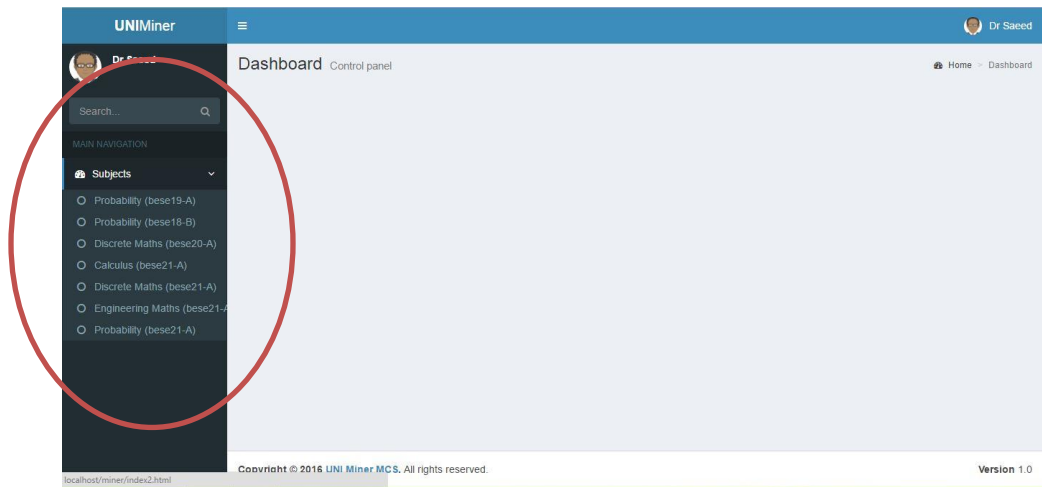 UNIMiner
Dr Saeed
Dr Saeed
Dashboard Control panel
Home > Dashboard
Search...
MAIN NAVIGATION
Subjects
Probability (bese19-A)
Probability (bese18-B)
Discrete Maths (bese20-A)
Calculus (bese21-A)
Discrete Maths (bese21-A)
Engineering Maths (bese21-A
Probability (bese21-A)
Copyright © 2016 UNI Miner MCS. All rights reserved.
Version 1.0
localhost/miner/index2.html